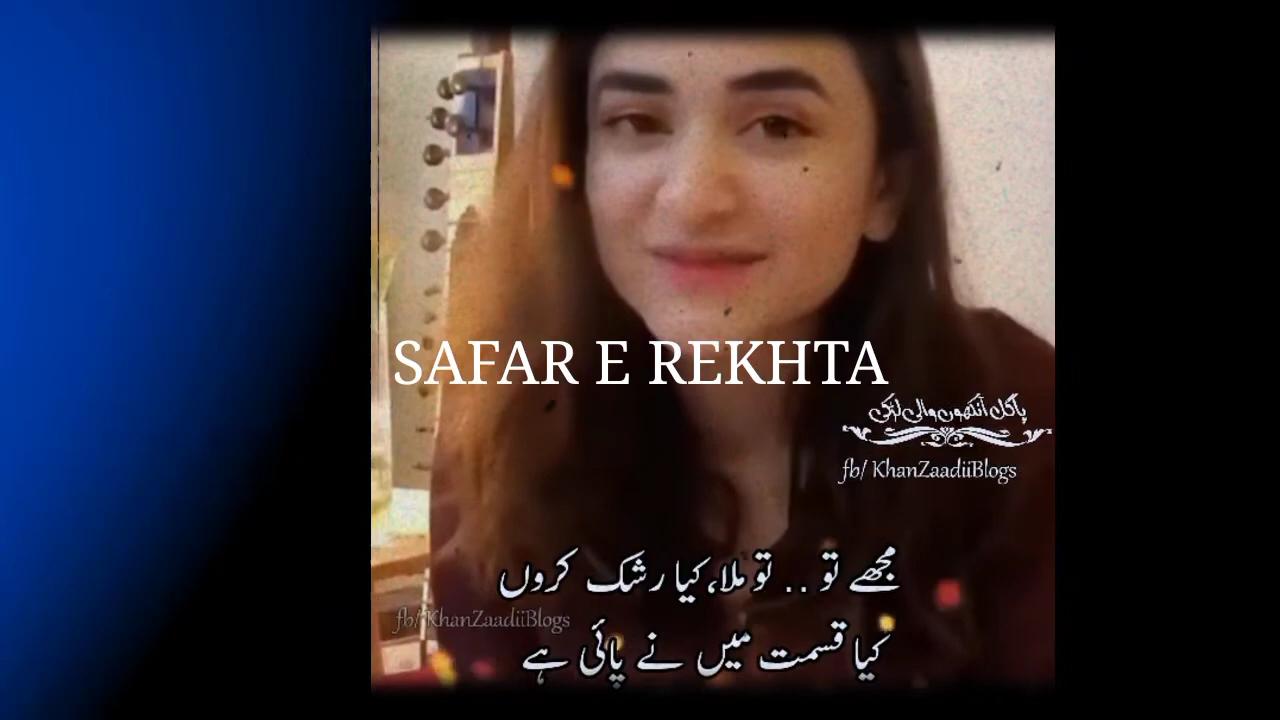 SAFAR E REKHTA
پاگل آنکھوں والی لڑکی
fb/ KhanZaadiiBlogs
مجھے تو . . تو ملا، کیا رشک کروں
fb/ KhanZaadiiBlogs
کیا قسمت میں نے پائی ہے